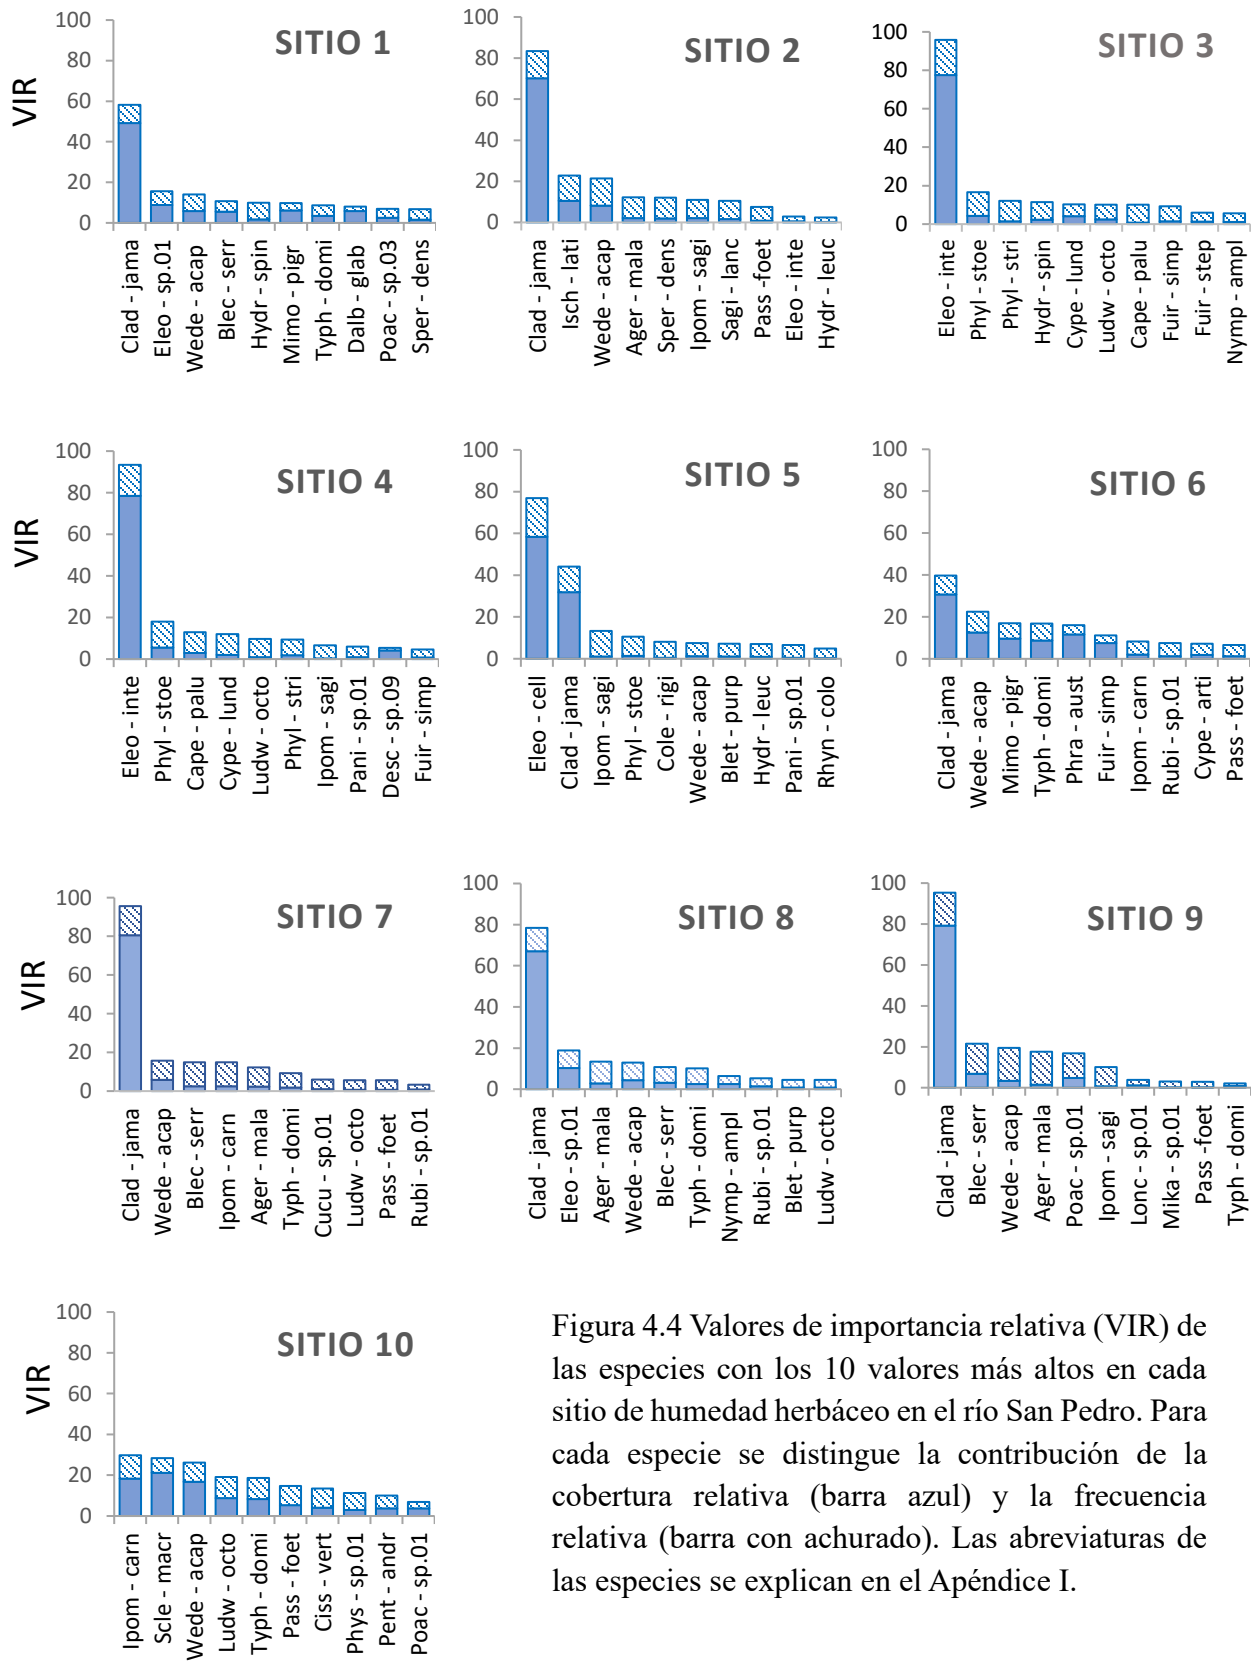 SITIO 1
VIR
100
80
60
40
20
0
Clad - jama
Eleo - sp.01
Wede - acap
Blec - serr
Hydr - spin
Mimo - pigr
Typh - domi
Dalb - glab
Poac - sp.03
Sper - dens
SITIO 2
100
80
60
40
20
0
Clad - jama
Isch - lati
Wede - acap
Ager - mala
Sper - dens
Ipom - sagi
Sagi - lanc
Pass -foet
Eleo - inte
Hydr - leuc
SITIO 3
100
80
60
40
20
0
Eleo - inte
Phyl - stoe
Phyl - stri
Hydr - spin
Cype - lund
Ludw - octo
Cape - palu
Fuir - simp
Fuir - step
Nymp - ampl
SITIO 4
VIR
100
80
60
40
20
0
Eleo - inte
Phyl - stoe
Cape - palu
Cype - lund
Ludw - octo
Phyl - stri
Ipom - sagi
Pani - sp.01
Desc - sp.09
Fuir - simp
SITIO 5
100
80
60
40
20
0
Eleo - cell
Clad - jama
Ipom - sagi
Phyl - stoe
Cole - rigi
Wede - acap
Blet - purp
Hydr - leuc
Pani - sp.01
Rhyn - colo
SITIO 6
100
80
60
40
20
0
Clad - jama
Wede - acap
Mimo - pigr
Typh - domi
Phra - aust
Fuir - simp
Ipom - carn
Rubi - sp.01
Cype - arti
Pass - foet
SITIO 7
VIR
100
80
60
40
20
0
Clad - jama
Wede - acap
Blec - serr
Ipom - carn
Ager - mala
Typh - domi
Cucu - sp.01
Ludw - octo
Pass - foet
Rubi - sp.01
SITIO 8
100
80
60
40
20
0
Clad - jama
Eleo - sp.01
Ager - mala
Wede - acap
Blec - serr
Typh - domi
Nymp - ampl
Rubi - sp.01
Blet - purp
Ludw - octo
SITIO 9
100
80
60
40
20
0
Clad - jama
Blec - serr
Wede - acap
Ager - mala
Poac - sp.01
Ipom - sagi
Lonc - sp.01
Mika - sp.01
Pass -foet
Typh - domi
SITIO 10
VIR
100
80
60
40
20
0
Ipom - carn
Scle - macr
Wede - acap
Ludw - octo
Typh - domi
Pass - foet
Ciss - vert
Phys - sp.01
Pent - andr
Poac - sp.01
Figura 4.4 Valores de importancia relativa (VIR) de
las especies con los 10 valores más altos en cada
sitio de humedad herbáceo en el río San Pedro. Para
cada especie se distingue la contribución de la
cobertura relativa (barra azul) y la frecuencia
relativa (barra con achurado). Las abreviaturas de
las especies se explican en el Apéndice I.